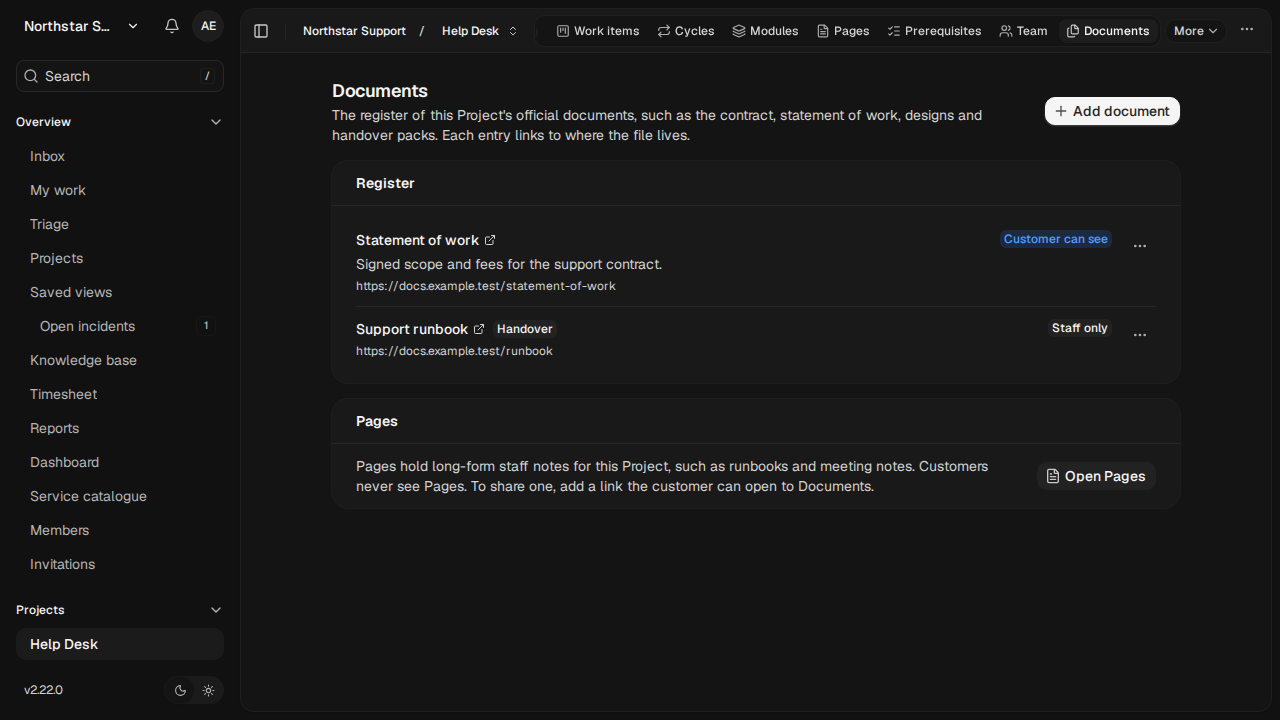 Northstar S...
AE
Search
/
Overview
Inbox
My work
Triage
Projects
Saved views
Open incidents
1
Knowledge base
Timesheet
Reports
Dashboard
Service catalogue
Members
Invitations
Projects
Help Desk
v2.22.0
Northstar Support / Help Desk
Work items
Cycles
Modules
Pages
Prerequisites
Team
Documents
More
Documents
The register of this Project's official documents, such as the contract, statement of work, designs and
handover packs. Each entry links to where the file lives.
Add document
Register
Statement of work
Customer can see
Signed scope and fees for the support contract.
https://docs.example.test/statement-of-work
Support runbook
Handover
Staff only
https://docs.example.test/runbook
Pages
Pages hold long-form staff notes for this Project, such as runbooks and meeting notes. Customers
never see Pages. To share one, add a link the customer can open to Documents.
Open Pages